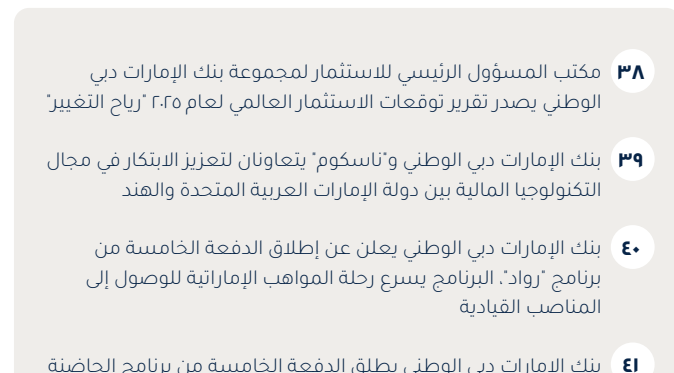 ٣٨ مكتب المسؤول الرئيسي للاستثمار لمجموعة بنك الإمارات دبي
الوطني يصدر تقرير توقعات الاستثمار العالمي لعام ٢٠٢٥ "رياح التغيير"
٣٩ بنك الإمارات دبي الوطني و"ناسكوم" يتعاونان لتعزيز الابتكار في مجال
التكنولوجيا المالية بين دولة الإمارات العربية المتحدة والهند
٤٠ بنك الإمارات دبي الوطني يعلن عن إطلاق الدفعة الخامسة من
برنامج "رواد"، البرنامج يسرع رحلة المواهب الإماراتية للوصول إلى
المناصب القيادية
٤١ بنك الإمارات دبي الوطني يطلق الدفعة الخامسة من برنامج الحاضنة